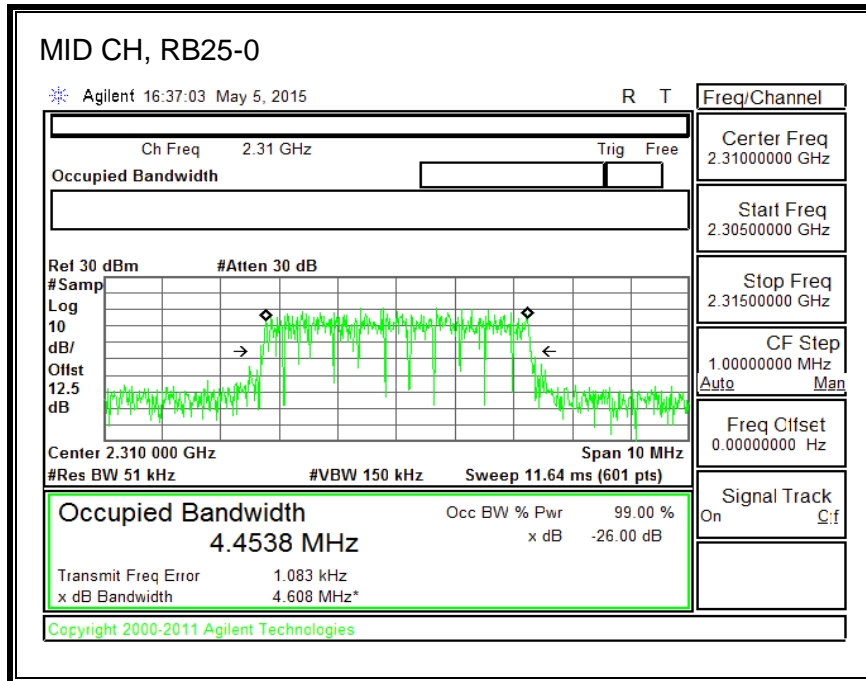 MID CH, RB25-0
Agilent 16:37:03 May 5, 2015 R T
Ch Freq 2.31 GHz Trig Free
Occupied Bandwidth
Ref 30 dBm #Atten 30 dB
#Samp
Log
10
dB/
Offst
12.5
dB
Center 2.310 000 GHz Span 10 MHz
#Res BW 51 kHz #VBW 150 kHz Sweep 11.64 ms (601 pts)
Occupied Bandwidth Occ BW % Pwr 99.00 %
4.4538 MHz x dB -26.00 dB
Transmit Freq Error 1.083 kHz
x dB Bandwidth 4.608 MHz*
Copyright 2000-2011 Agilent Technologies
Freq/Channel
Center Freq
2.31000000 GHz
Start Freq
2.30500000 GHz
Stop Freq
2.31500000 GHz
CF Step
1.00000000 MHz
Auto Man
Freq Offset
0.00000000 Hz
Signal Track
On Off